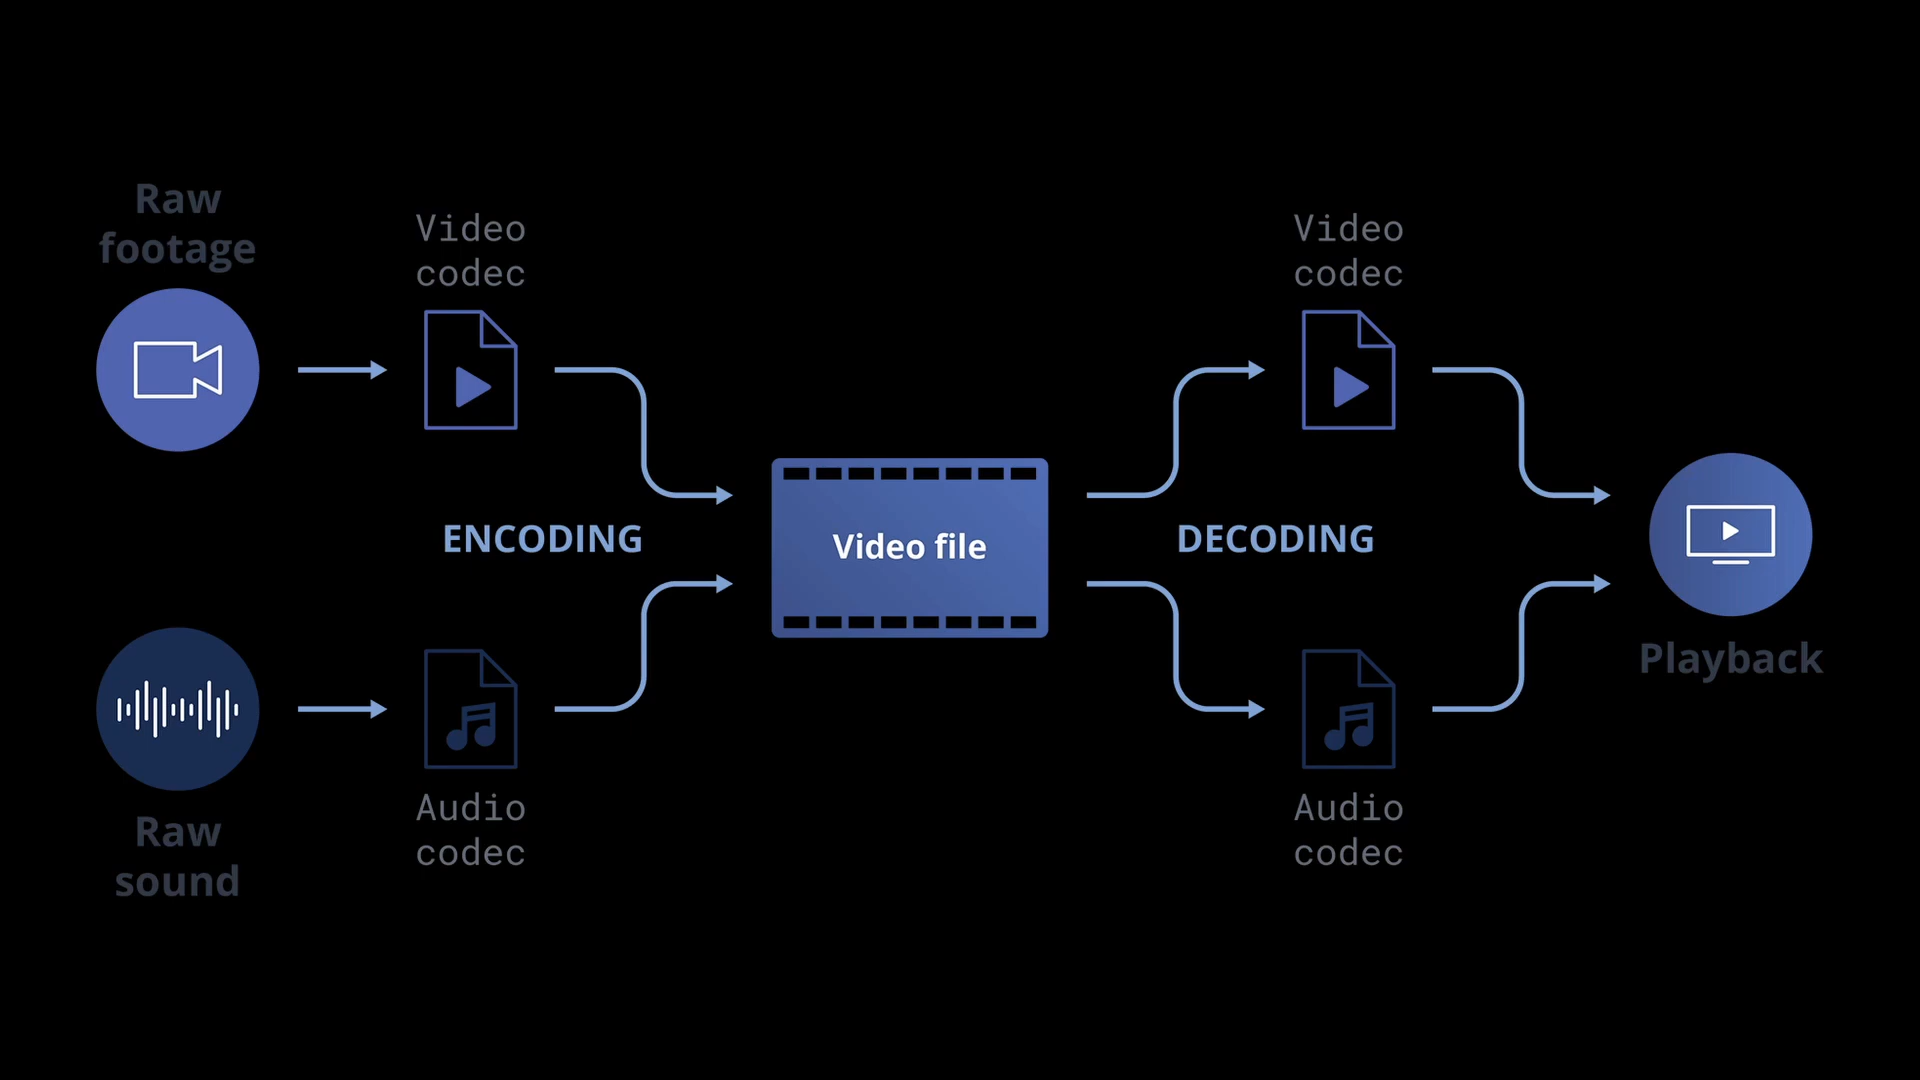 Raw
footage
Video
codec
Video
codec
ENCODING
Video file
DECODING
Playback
Raw
sound
Audio
codec
Audio
codec